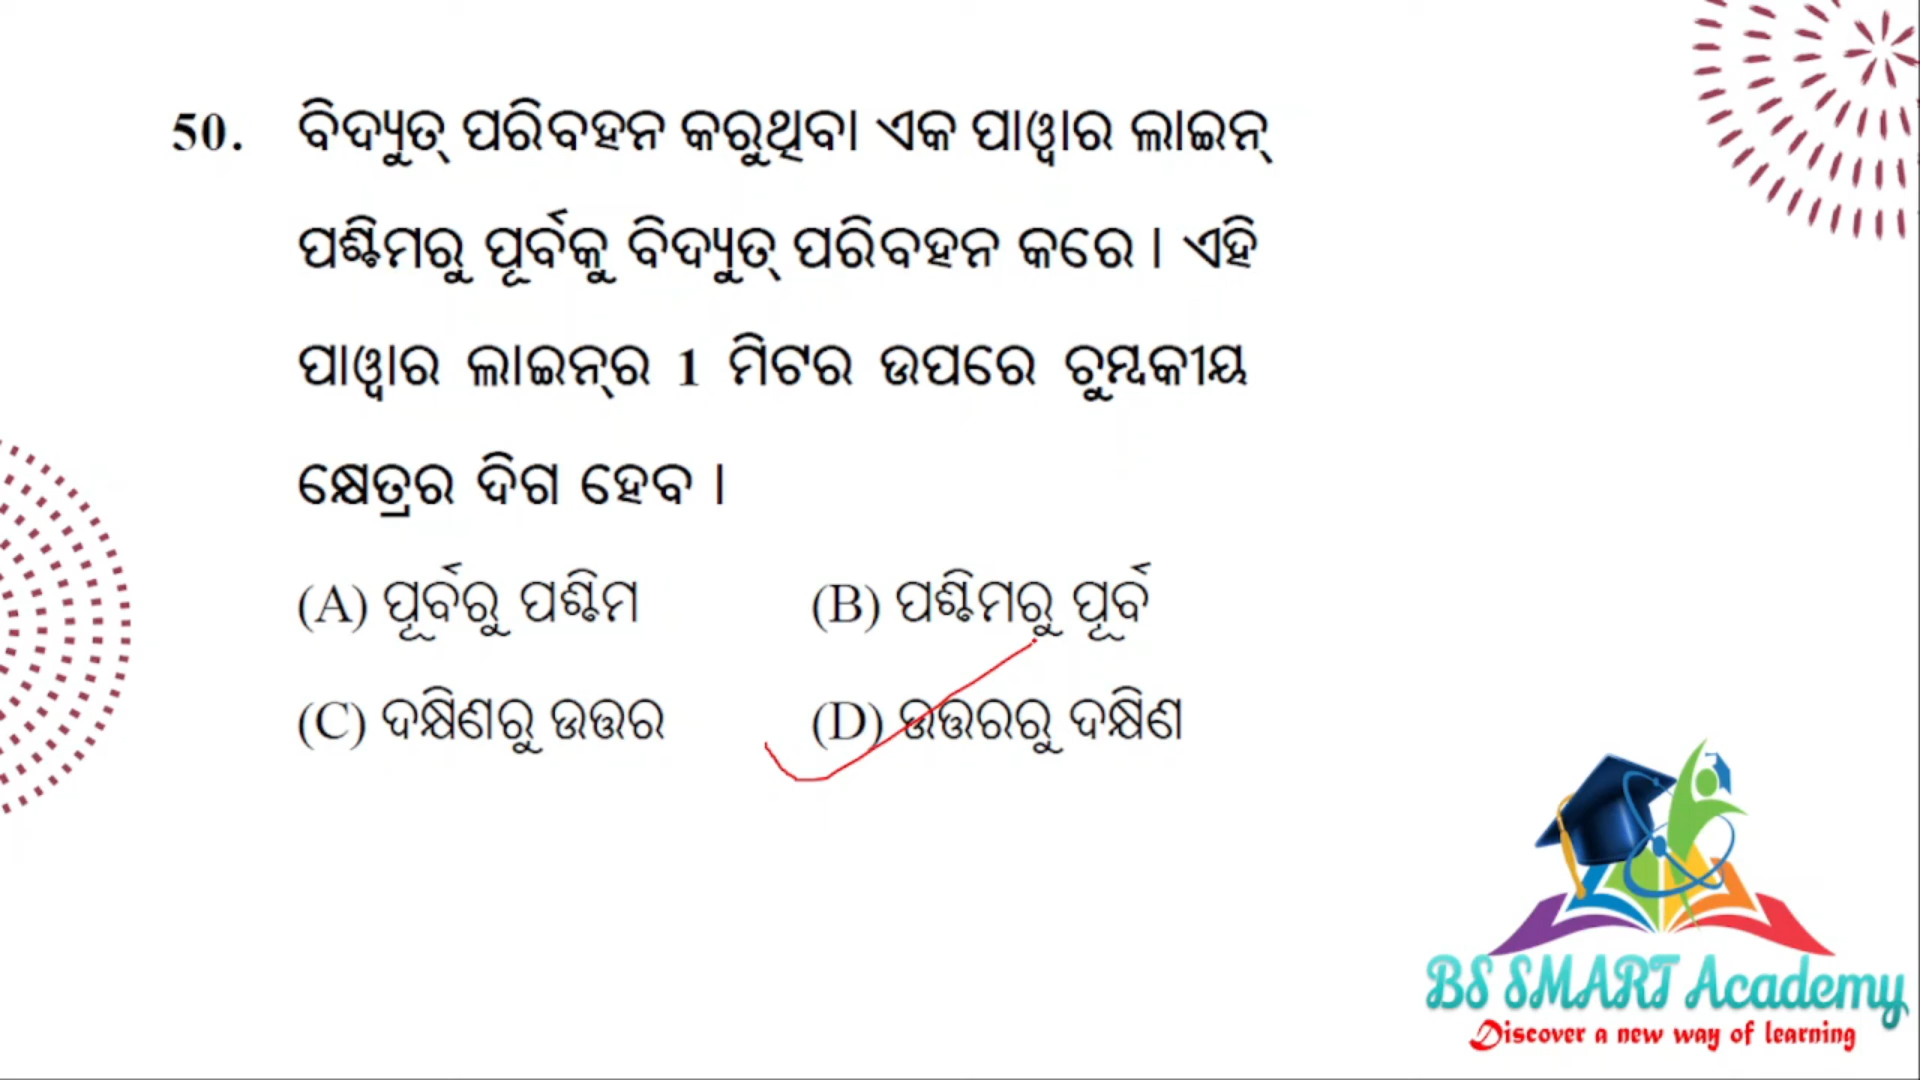 50. ବିଦ୍ୟୁତ୍ ପରିବହନ କରୁଥିବା ଏକ ପାୱାର ଲାଇନ୍
ପଶ୍ଚିମରୁ ପୂର୍ବକୁ ବିଦ୍ୟୁତ୍ ପରିବହନ କରେ । ଏହି
ପାୱାର ଲାଇନ୍‌ର 1 ମିଟର ଉପରେ ଚୁମ୍ବକୀୟ
କ୍ଷେତ୍ରର ଦିଗ ହେବ ।
(A) ପୂର୍ବରୁ ପଶ୍ଚିମ (B) ପଶ୍ଚିମରୁ ପୂର୍ବ
(C) ଦକ୍ଷିଣରୁ ଉତ୍ତର (D) ଉତ୍ତରରୁ ଦକ୍ଷିଣ
BS SMART Academy
Discover a new way of learning